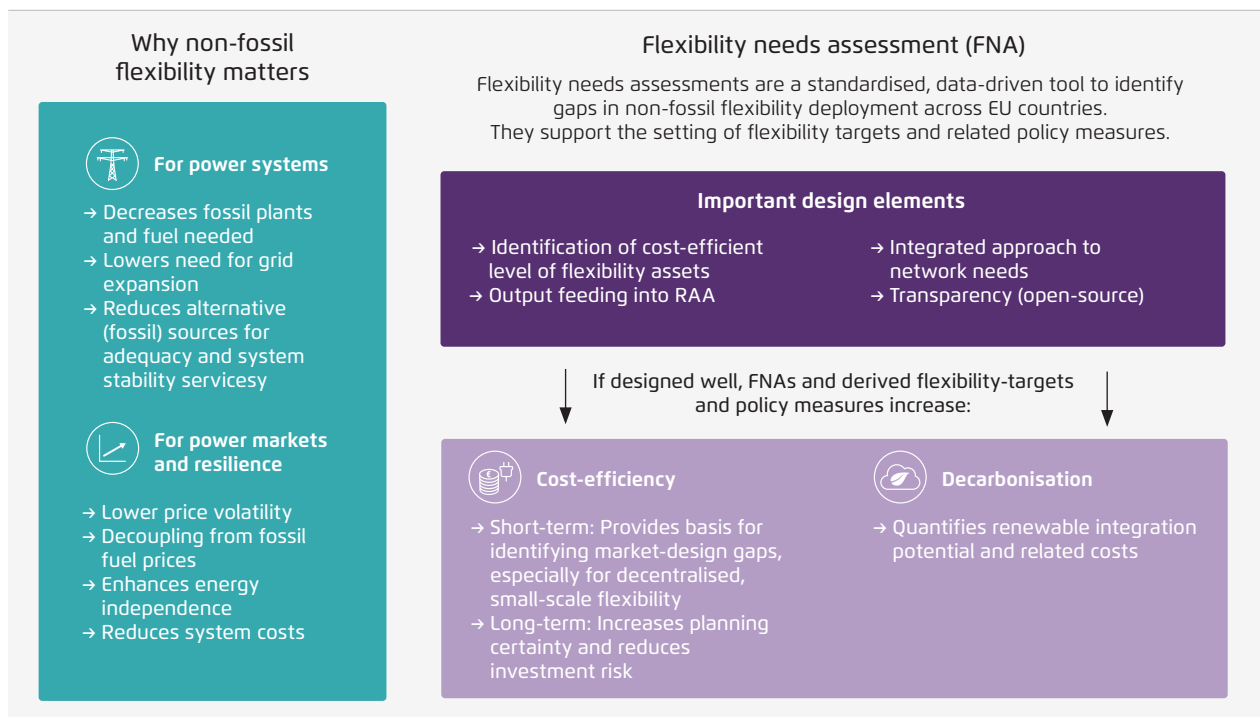 Why non-fossil
flexibility matters
For power systems
→ Decreases fossil plants
and fuel needed
→ Lowers need for grid
expansion
→ Reduces alternative
(fossil) sources for
adequacy and system
stability servicesy
For power markets
and resilience
→ Lower price volatility
→ Decoupling from fossil
fuel prices
→ Enhances energy
independence
→ Reduces system costs
Flexibility needs assessment (FNA)
Flexibility needs assessments are a standardised, data-driven tool to identify
gaps in non-fossil flexibility deployment across EU countries.
They support the setting of flexibility targets and related policy measures.
Important design elements
→ Identification of cost-efficient
level of flexibility assets
→ Output feeding into RAA
→ Integrated approach to
network needs
→ Transparency (open-source)
If designed well, FNAs and derived flexibility-targets
and policy measures increase:
€
Cost-efficiency
→ Short-term: Provides basis for
identifying market-design gaps,
especially for decentralised,
small-scale flexibility
→ Long-term: Increases planning
certainty and reduces
investment risk
Decarbonisation
→ Quantifies renewable integration
potential and related costs